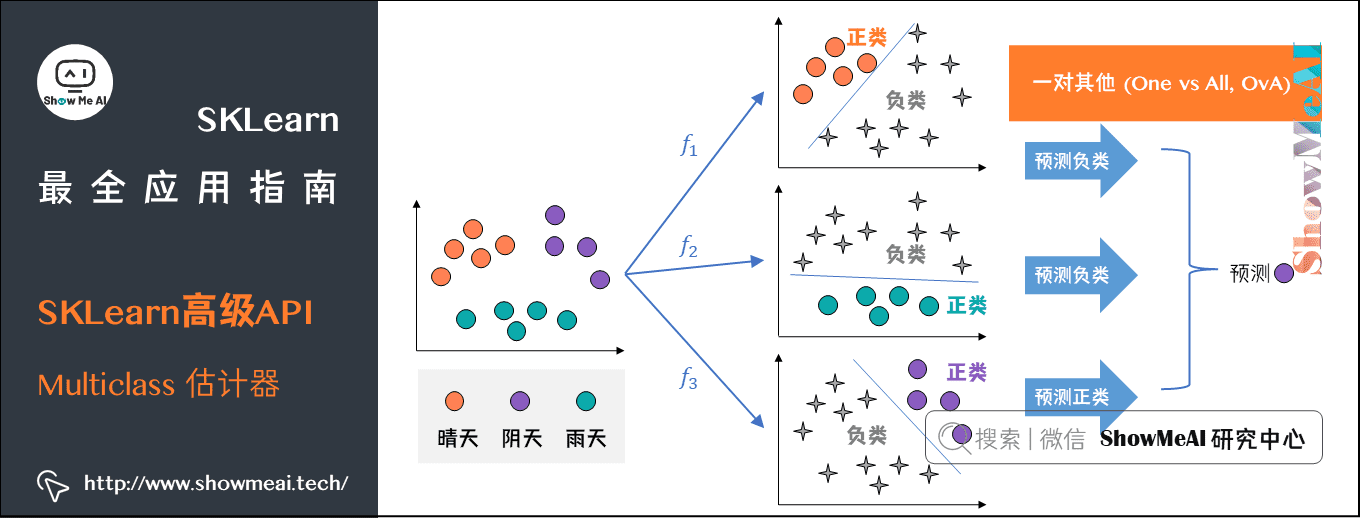 Show Me AI
SKLearn
最全应用指南
SKLearn高级API
Multiclass 估计器
http://www.showmeai.tech/
晴天 阴天 雨天
f1
f2
f3
正类
负类
负类
正类
正类
负类
一对其他 (One vs All, OvA)
预测负类
预测负类
预测正类
预测
ShowMeAI
搜索 | 微信 ShowMeAI 研究中心